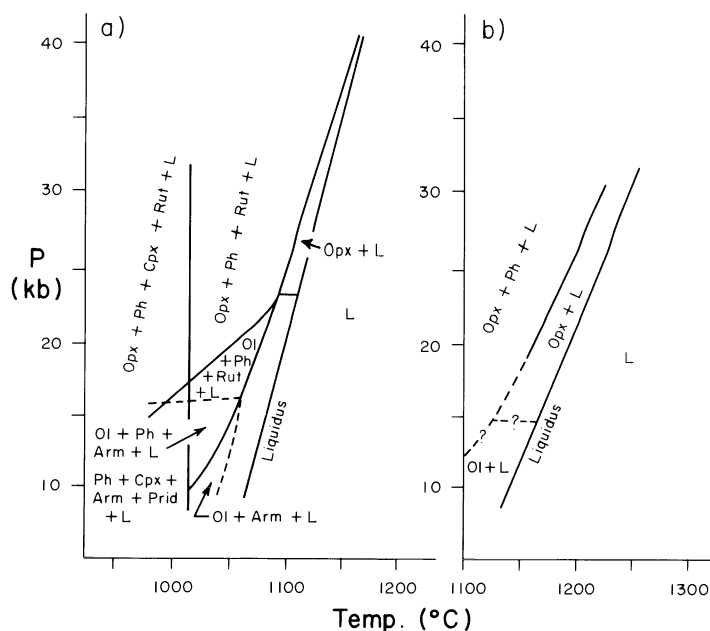 a)
40
30
20
10
P
(kb)
Opx + Ph + Cpx + Rut + L
Opx + Ph + Rut + L
Opx + L
L
Ol
+Ph
+Rut
+L
Ol + Ph +
Arm + L
Ph + Cpx +
Arm + Prid
+ L
Ol + Arm + L
Liquidus
1000
1100
1200
b)
40
30
20
10
Opx + Ph + L
Opx + L
L
?
?
Ol + L
Liquidus
1100
1200
1300
Temp. (°C)